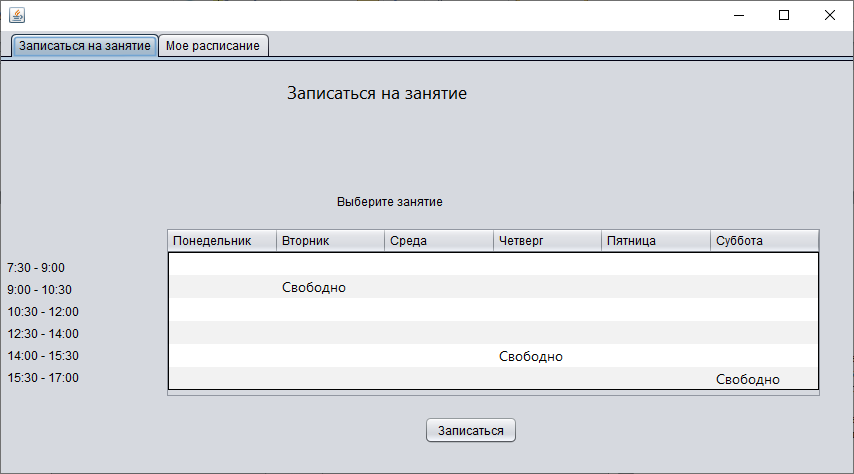 Записаться на занятие Мое расписание
Записаться на занятие
Выберите занятие
Понедельник Вторник Среда Четверг Пятница Суббота
7:30 - 9:00
9:00 - 10:30 Свободно
10:30 - 12:00
12:30 - 14:00
14:00 - 15:30 Свободно
15:30 - 17:00 Свободно
Записаться